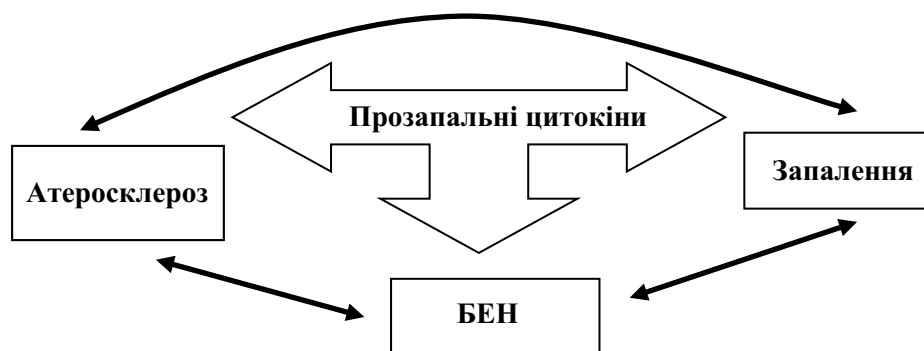 Прозапальні цитокіни
Атеросклероз
Запалення
БЕН